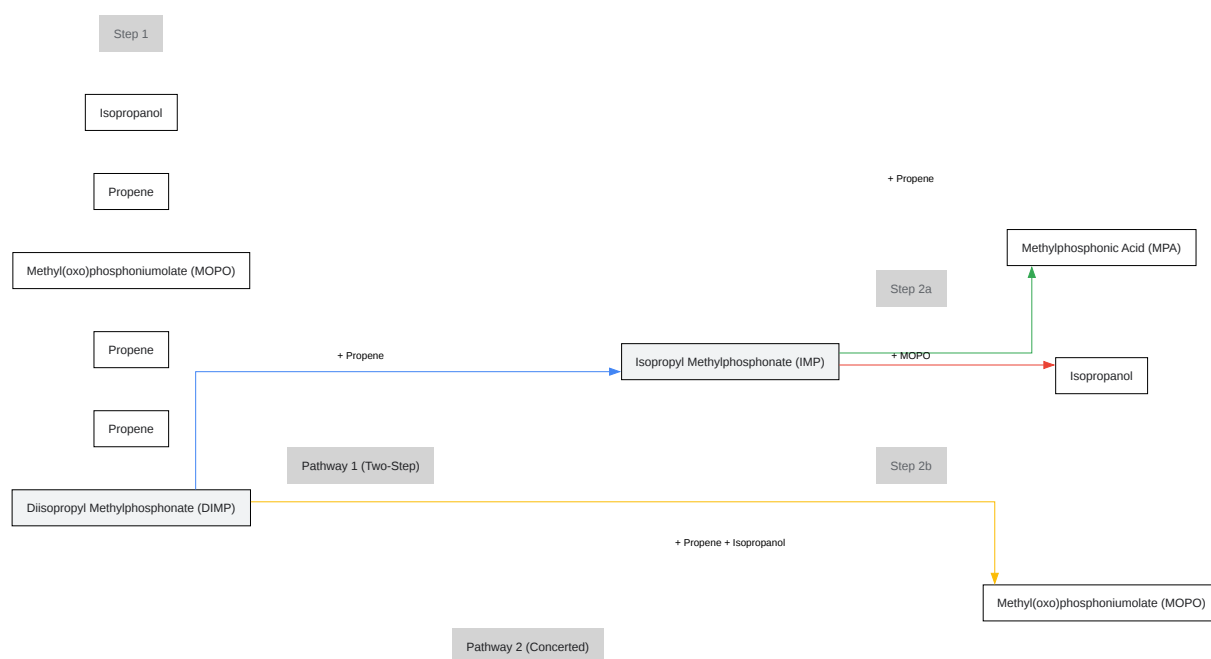 Step 1
Isopropanol
Propene
+ Propene
Methyl(oxo)phosphoniumolate (MOPO)
Methylphosphonic Acid (MPA)
Step 2a
Propene
+ Propene
Isopropyl Methylphosphonate (IMP)
+ MOPO
Isopropanol
Propene
Pathway 1 (Two-Step)
Step 2b
Diisopropyl Methylphosphonate (DIMP)
+ Propene + Isopropanol
Methyl(oxo)phosphoniumolate (MOPO)
Pathway 2 (Concerted)